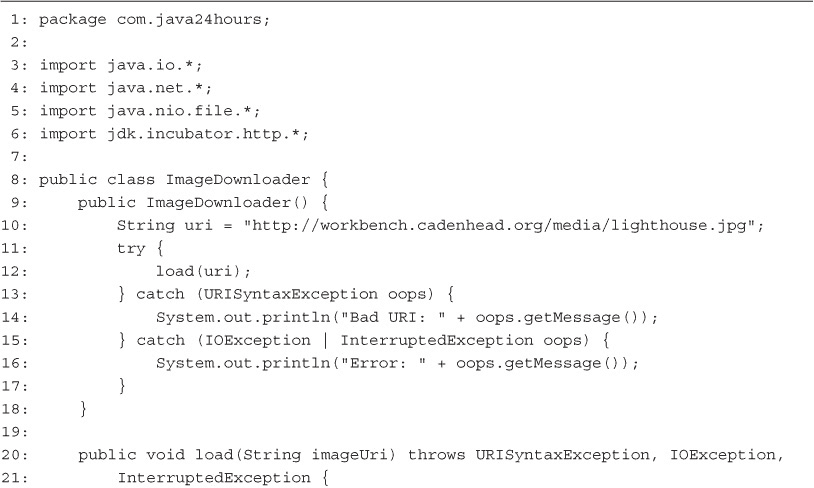 1: package com.java24hours;
2:
3: import java.io.*;
4: import java.net.*;
5: import java.nio.file.*;
6: import jdk.incubator.http.*;
7:
8: public class ImageDownloader {
9:     public ImageDownloader() {
10:         String uri = "http://workbench.cadenhead.org/media/lighthouse.jpg";
11:         try {
12:             load(uri);
13:         } catch (URISyntaxException oops) {
14:             System.out.println("Bad URI: " + oops.getMessage());
15:         } catch (IOException | InterruptedException oops) {
16:             System.out.println("Error: " + oops.getMessage());
17:         }
18:     }
19:
20:     public void load(String imageUri) throws URISyntaxException, IOException,
21:         InterruptedException {